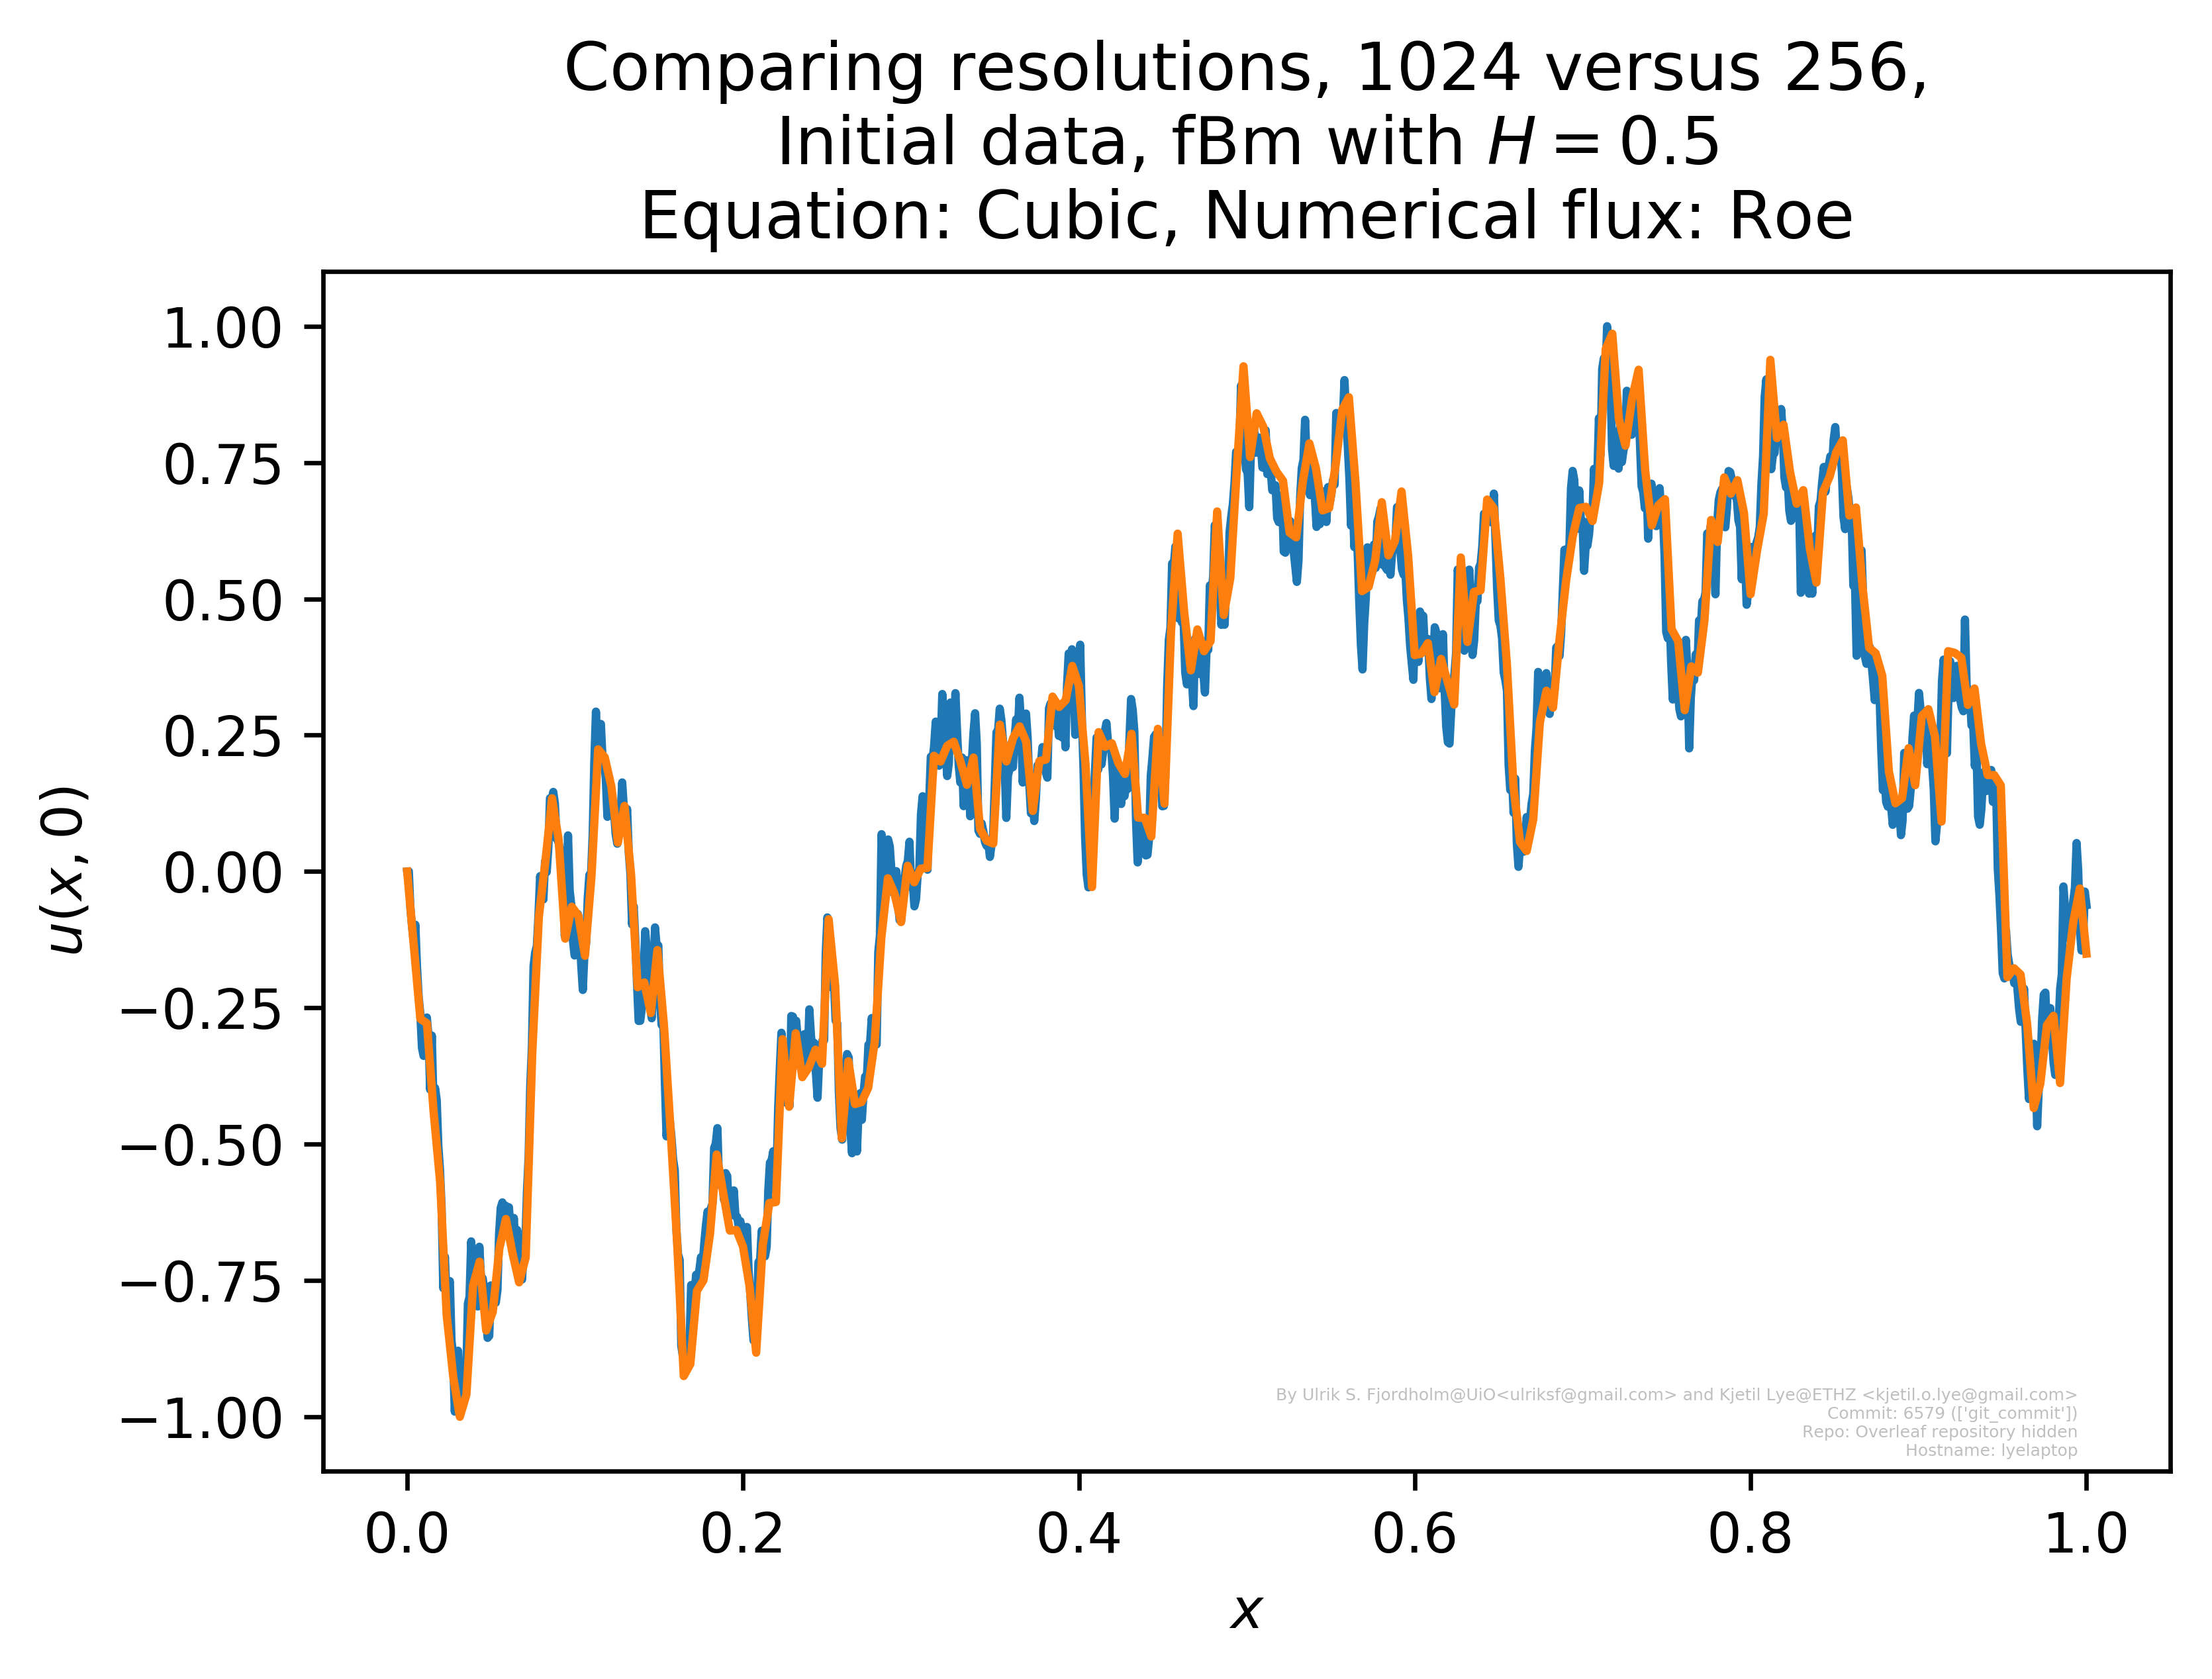 Comparing resolutions, 1024 versus 256,
Initial data, fBm with H = 0.5
Equation: Cubic, Numerical flux: Roe
1.00
0.75
0.50
0.25
0.00
−0.25
−0.50
−0.75
−1.00
u(x, 0)
By Ulrik S. Fjordholm@UiO<ulriksf@gmail.com> and Kjetil Lye@ETHZ <kjetil.o.lye@gmail.com>
Commit: 6579 (['git_commit'])
Repo: Overleaf repository hidden
Hostname: lyelaptop
0.0 0.2 0.4 0.6 0.8 1.0
x